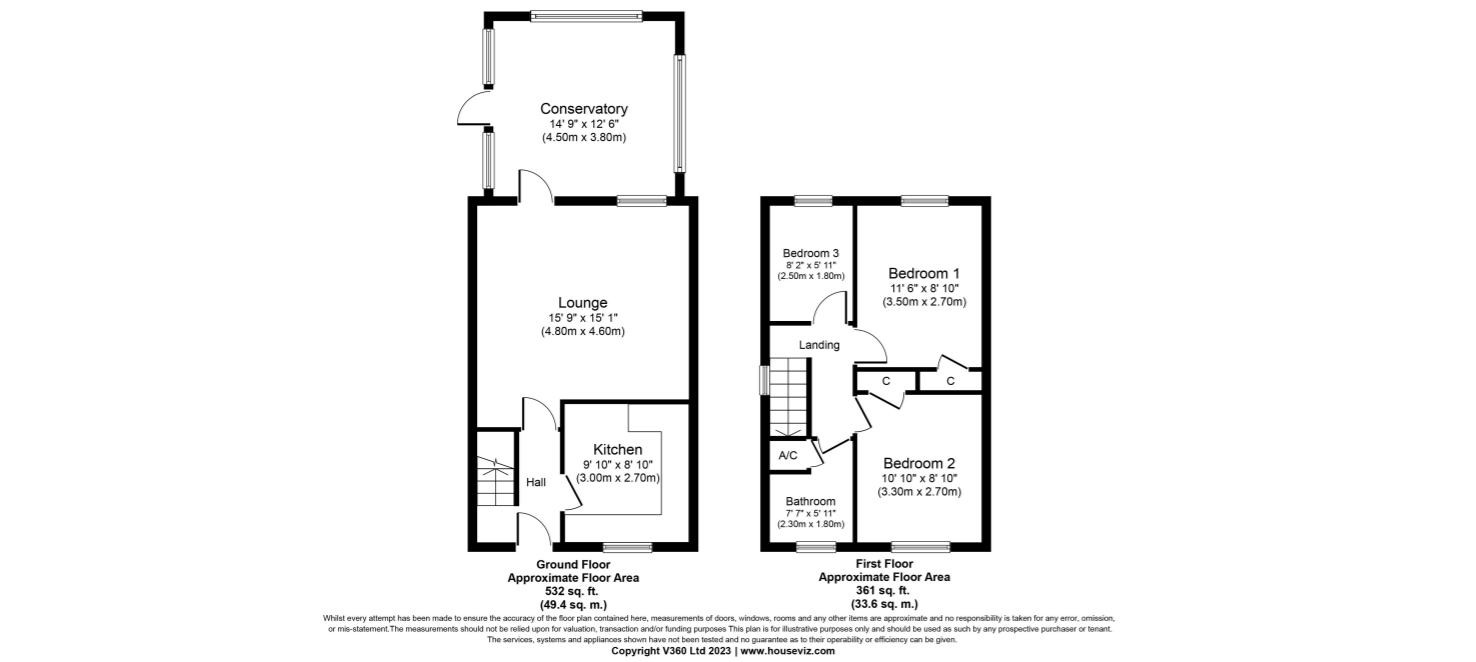 Conservatory
14' 9" x 12' 6"
(4.50m x 3.80m)
Lounge
15' 9" x 15' 1"
(4.80m x 4.60m)
Kitchen
9' 10" x 8' 10"
(3.00m x 2.70m)
Hall
Ground Floor
Approximate Floor Area
532 sq. ft.
(49.4 sq. m.)
Bedroom 3
8' 2" x 5' 11"
(2.50m x 1.80m)
Bedroom 1
11' 6" x 8' 10"
(3.50m x 2.70m)
Landing
C
C
A/C
Bedroom 2
10' 10" x 8' 10"
(3.30m x 2.70m)
Bathroom
7' 7" x 5' 11"
(2.30m x 1.80m)
First Floor
Approximate Floor Area
361 sq. ft.
(33.6 sq. m.)
Whilst every attempt has been made to ensure the accuracy of the floor plan contained here, measurements of doors, windows, rooms and any other items are approximate and no responsibility is taken for any error, omission,
or mis-statement.The measurements should not be relied upon for valuation, transaction and/or funding purposes This plan is for illustrative purposes only and should be used as such by any prospective purchaser or tenant.
The services, systems and appliances shown have not been tested and no guarantee as to their operability or efficiency can be given.
Copyright V360 Ltd 2023 | www.houseviz.com